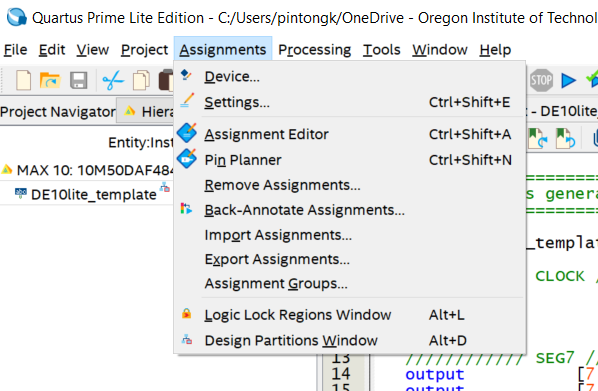 Quartus Prime Lite Edition - C:/Users/pintongk/OneDrive - Oregon Institute of Technol
File Edit View Project Assignments Processing Tools Window Help
Device...
Settings... Ctrl+Shift+E
Assignment Editor Ctrl+Shift+A
Pin Planner Ctrl+Shift+N
Remove Assignments...
Back-Annotate Assignments...
Import Assignments...
Export Assignments...
Assignment Groups...
Logic Lock Regions Window Alt+L
Design Partitions Window Alt+D
STOP
Project Navigator Hiera
- DE10lite_
Entity:Inst
MAX 10: 10M50DAF484
DE10lite_template
==========
s genera
==========
_templat
CLOCK /
13 //////////// SEG7 //
14 output [7
15 output [7